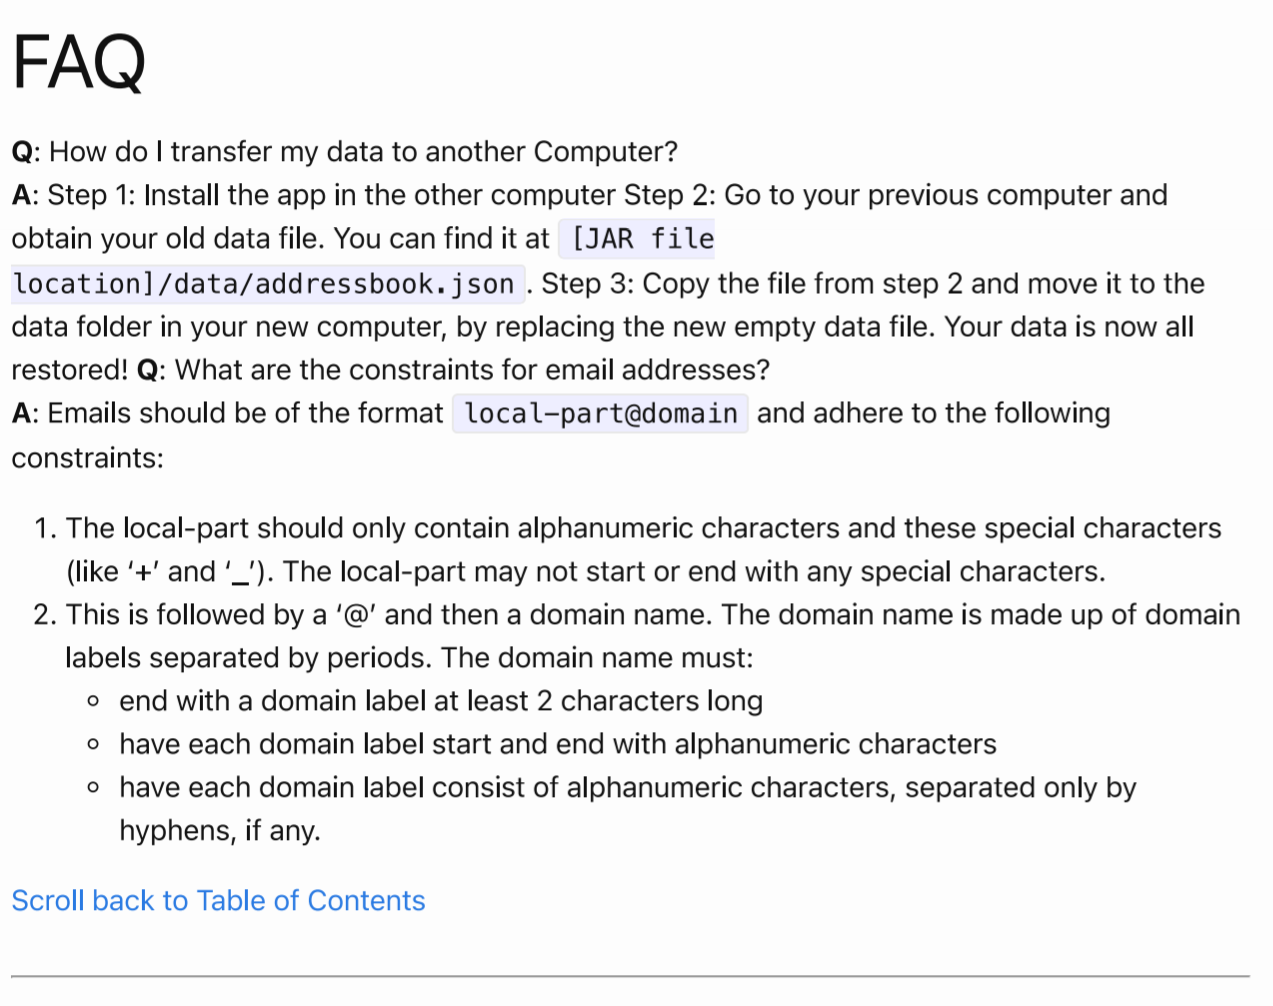 FAQ
Q: How do I transfer my data to another Computer?
A: Step 1: Install the app in the other computer Step 2: Go to your previous computer and
obtain your old data file. You can find it at [JAR file
location]/data/addressbook.json . Step 3: Copy the file from step 2 and move it to the
data folder in your new computer, by replacing the new empty data file. Your data is now all
restored! Q: What are the constraints for email addresses?
A: Emails should be of the format local-part@domain and adhere to the following
constraints:
1. The local-part should only contain alphanumeric characters and these special characters
(like ‘+’ and ‘_’). The local-part may not start or end with any special characters.
2. This is followed by a ‘@’ and then a domain name. The domain name is made up of domain
labels separated by periods. The domain name must:
◦ end with a domain label at least 2 characters long
◦ have each domain label start and end with alphanumeric characters
◦ have each domain label consist of alphanumeric characters, separated only by
hyphens, if any.
Scroll back to Table of Contents